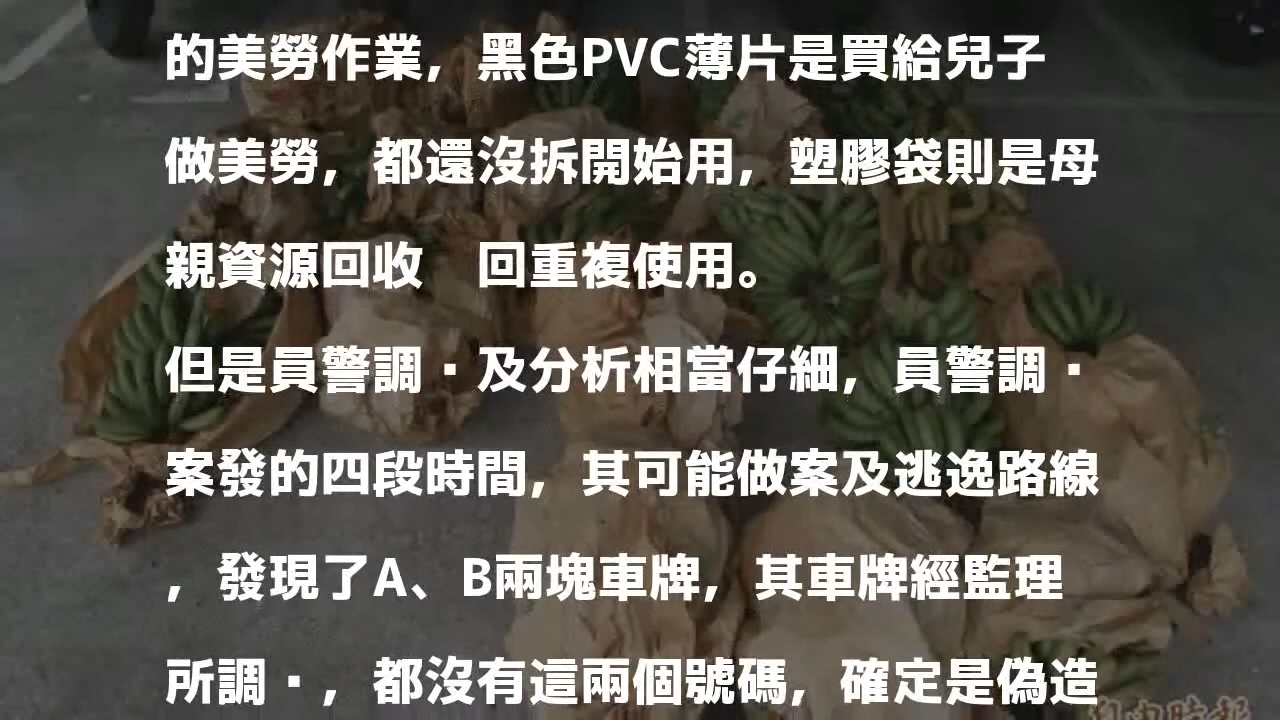 的美勞作業，黑色PVC薄片是買給兒子
做美勞，都還沒拆開始用，塑膠袋則是母
親資源回收　回重複使用。
但是員警調▪及分析相當仔細，員警調▪
案發的四段時間，其可能做案及逃逸路線
，發現了A、B兩塊車牌，其車牌經監理
所調▪，都沒有這兩個號碼，確定是偽造
自由時報